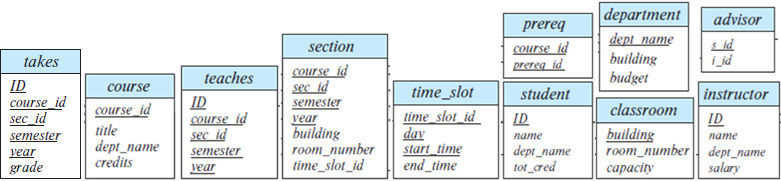 takes
ID
course_id
sec_id
semester
year
grade
course
course_id
title
dept_name
credits
teaches
ID
course_id
sec_id
semester
year
section
course_id
sec_id
semester
year
building
room_number
time_slot_id
time_slot
time_slot_id
day
start_time
end_time
prereq
course_id
prereq_id
student
ID
name
dept_name
tot_cred
department
dept_name
building
budget
classroom
building
room_number
capacity
advisor
s_id
i_id
instructor
ID
name
dept_name
salary